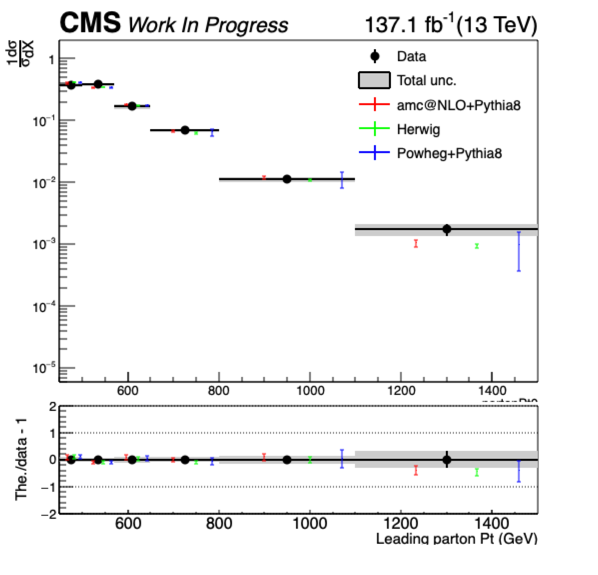 CMS Work In Progress 137.1 fb⁻¹(13 TeV)
1dσ
σdX
Data
Total unc.
amc@NLO+Pythia8
Herwig
Powheg+Pythia8
1
10⁻¹
10⁻²
10⁻³
10⁻⁴
10⁻⁵
600 800 1000 1200 1400
The./data - 1
2
1
0
−1
−2
600 800 1000 1200 1400
Leading parton Pt (GeV)